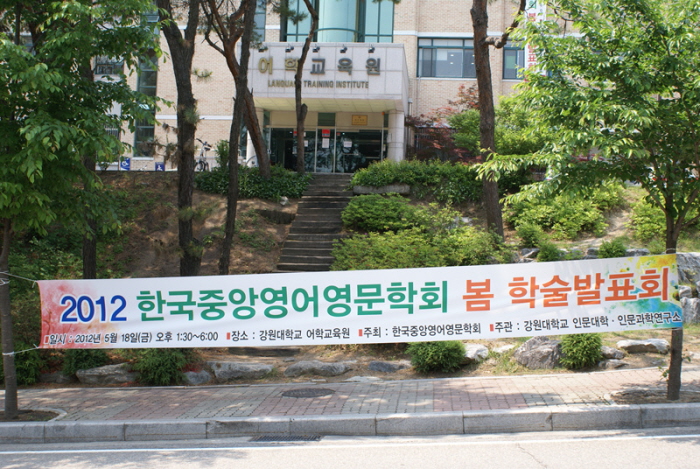 어학교육원
LANGUAGE TRAINING INSTITUTE
2012 한국중앙영어영문학회 봄 학술발표회
■일시: 2012년 5월 18일(금) 오후 1:30~6:00 ■장소 : 강원대학교 어학교육원 ■주최 : 한국중앙영어영문학회 ■주관 : 강원대학교 인문대학 · 인문과학연구소